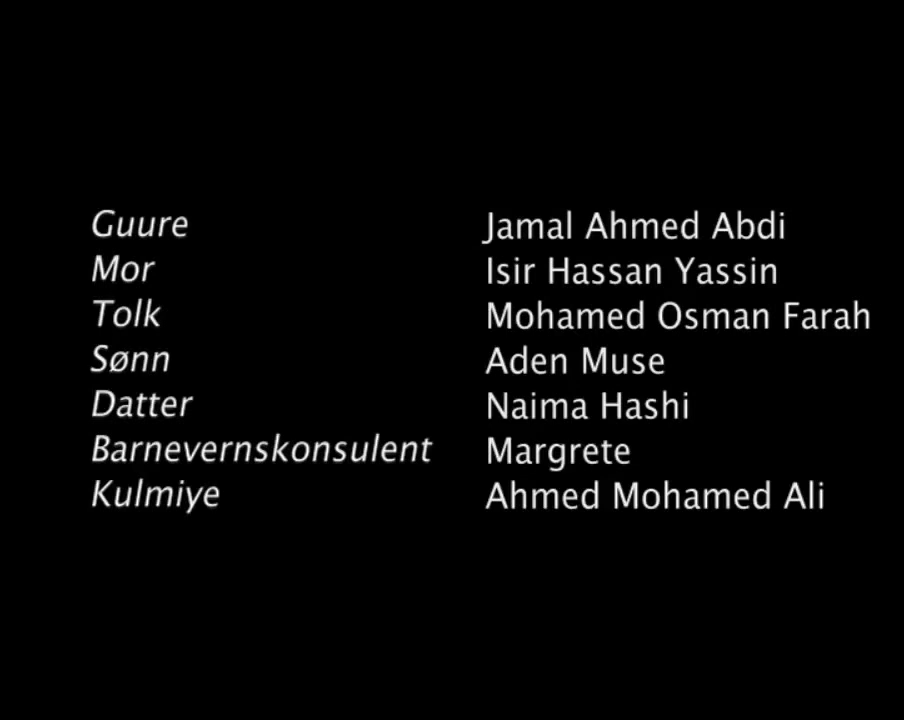 Guure Jamal Ahmed Abdi
Mor Isir Hassan Yassin
Tolk Mohamed Osman Farah
Sønn Aden Muse
Datter Naima Hashi
Barnevernskonsulent Margrete
Kulmiye Ahmed Mohamed Ali